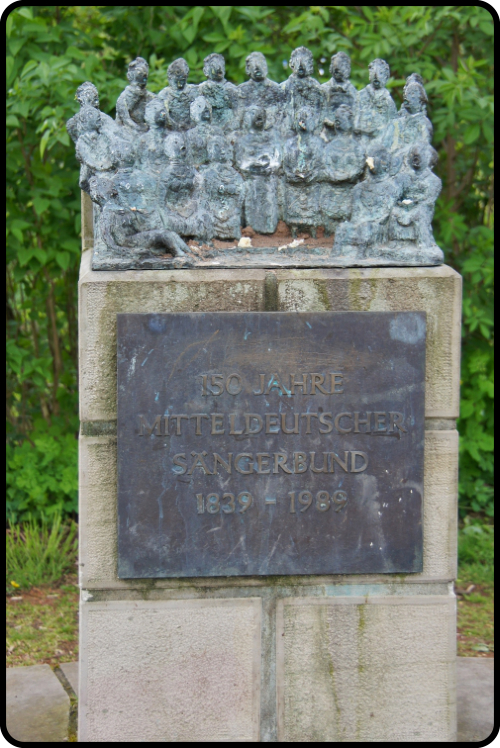 150 JAHRE
MITTELDEUTSCHER
SÄNGERBUND
1839 - 1989